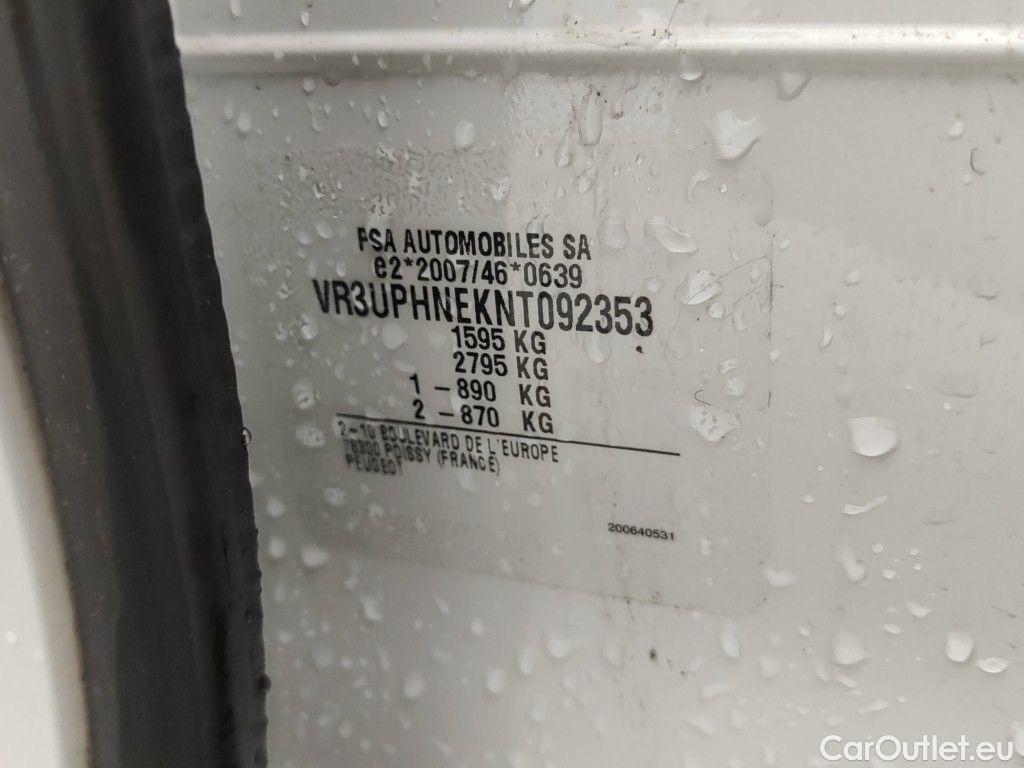 PSA AUTOMOBILES SA
e2*2007/46*0639
VR3UPHNEKNT092353
1595 KG
2795 KG
1 – 890 KG
2 – 870 KG
2–10 BOULEVARD DE L'EUROPE
78300 POISSY (FRANCE)
PEUGEOT
200640531
CarOutlet.eu